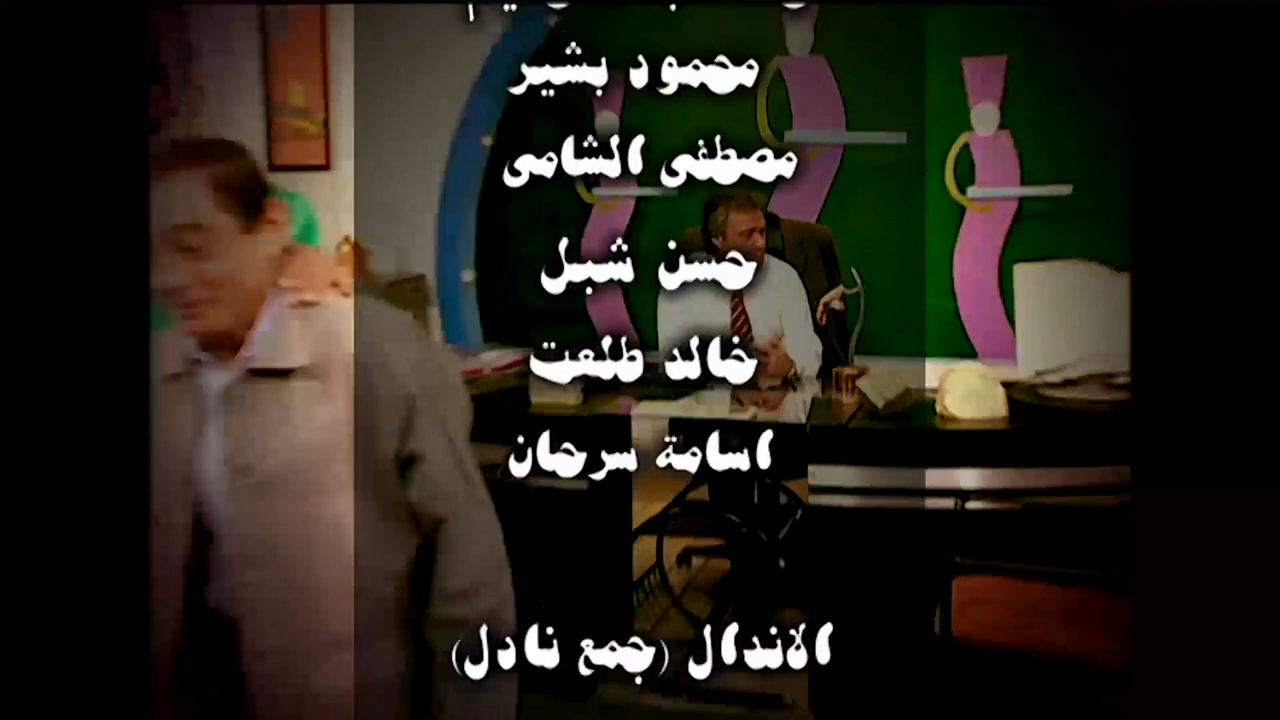 محمود بشير
مصطفى الشامى
حسن شبل
خالد طلعت
اسامة سرحان
الاندال (جمع نادل)